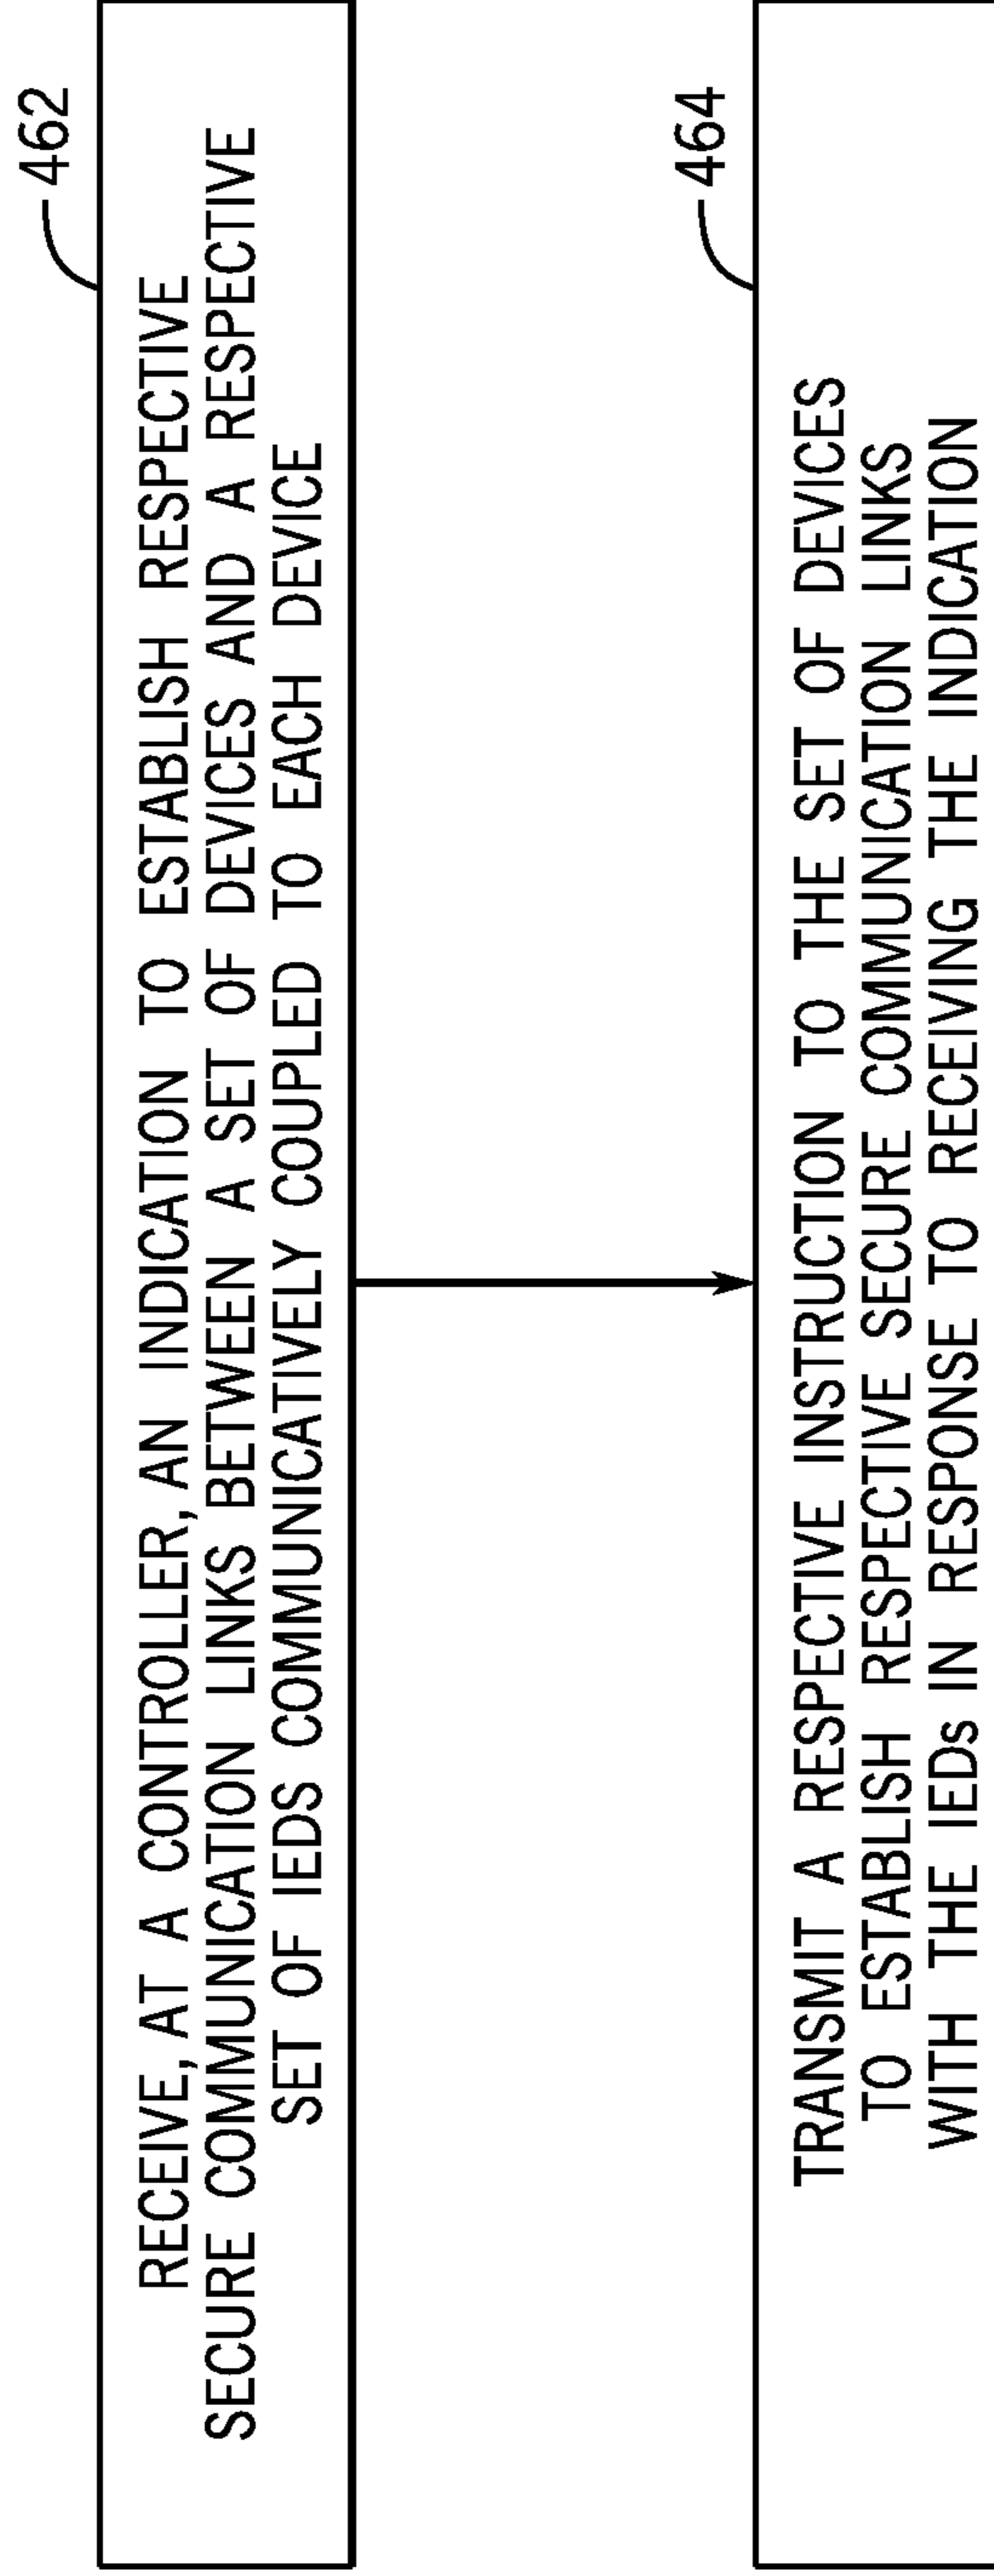 462
RECEIVE, AT A CONTROLLER, AN INDICATION TO ESTABLISH RESPECTIVE
SECURE COMMUNICATION LINKS BETWEEN A SET OF DEVICES AND A RESPECTIVE
SET OF IEDS COMMUNICATIVELY COUPLED TO EACH DEVICE
464
TRANSMIT A RESPECTIVE INSTRUCTION TO THE SET OF DEVICES
TO ESTABLISH RESPECTIVE SECURE COMMUNICATION LINKS
WITH THE IEDs IN RESPONSE TO RECEIVING THE INDICATION